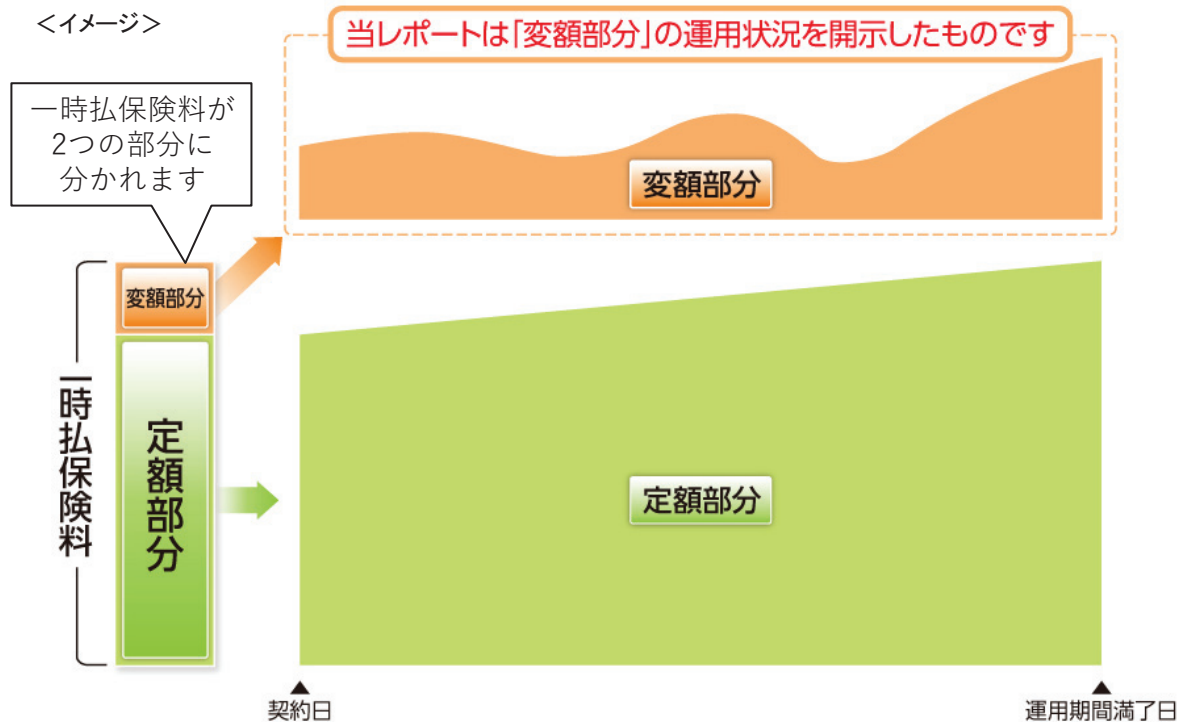 ＜イメージ＞
当レポートは「変額部分」の運用状況を開示したものです
一時払保険料が
2つの部分に
分かれます
変額部分
変額部分
一時払保険料
定額部分
定額部分
▲
契約日
▲
運用期間満了日